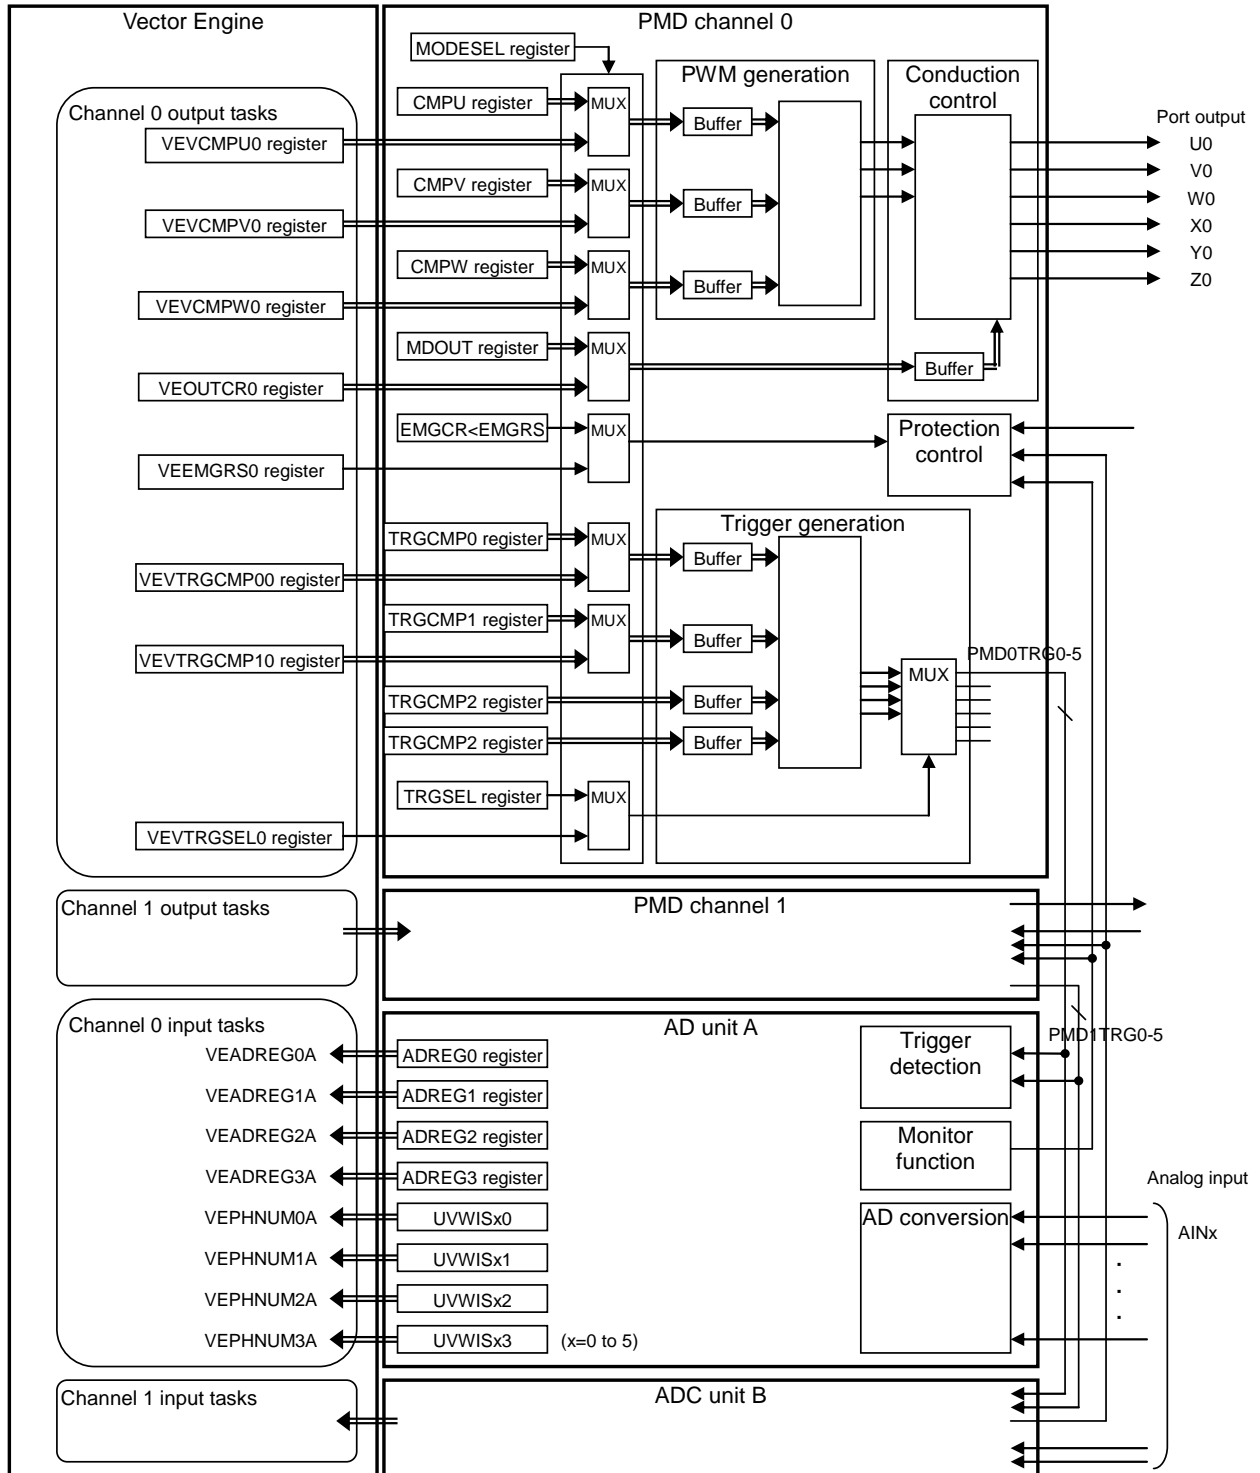 Vector Engine
PMD channel 0
MODESEL register
PWM generation
Conduction
control
Channel 0 output tasks
CMPU register
MUX
Buffer
Port output
VEVCMPU0 register
U0
CMPV register
MUX
V0
Buffer
W0
VEVCMPV0 register
X0
CMPW register
MUX
Y0
Buffer
Z0
VEVCMPW0 register
MDOUT register
MUX
Buffer
VEOUTCR0 register
EMGCR<EMGRS
MUX
Protection
control
VEEMGRS0 register
Trigger generation
TRGCMP0 register
MUX
Buffer
VEVTRGCMP00 register
TRGCMP1 register
MUX
Buffer
VEVTRGCMP10 register
PMD0TRG0-5
MUX
TRGCMP2 register
Buffer
TRGCMP2 register
Buffer
TRGSEL register
MUX
VEVTRGSEL0 register
Channel 1 output tasks
PMD channel 1
Channel 0 input tasks
AD unit A
PMD1TRG0-5
Trigger
detection
VEADREG0A
ADREG0 register
VEADREG1A
ADREG1 register
VEADREG2A
ADREG2 register
Monitor
function
VEADREG3A
ADREG3 register
Analog input
VEPHNUM0A
UVWISx0
AD conversion
AINx
VEPHNUM1A
UVWISx1
.
VEPHNUM2A
UVWISx2
.
.
VEPHNUM3A
UVWISx3
(x=0 to 5)
Channel 1 input tasks
ADC unit B